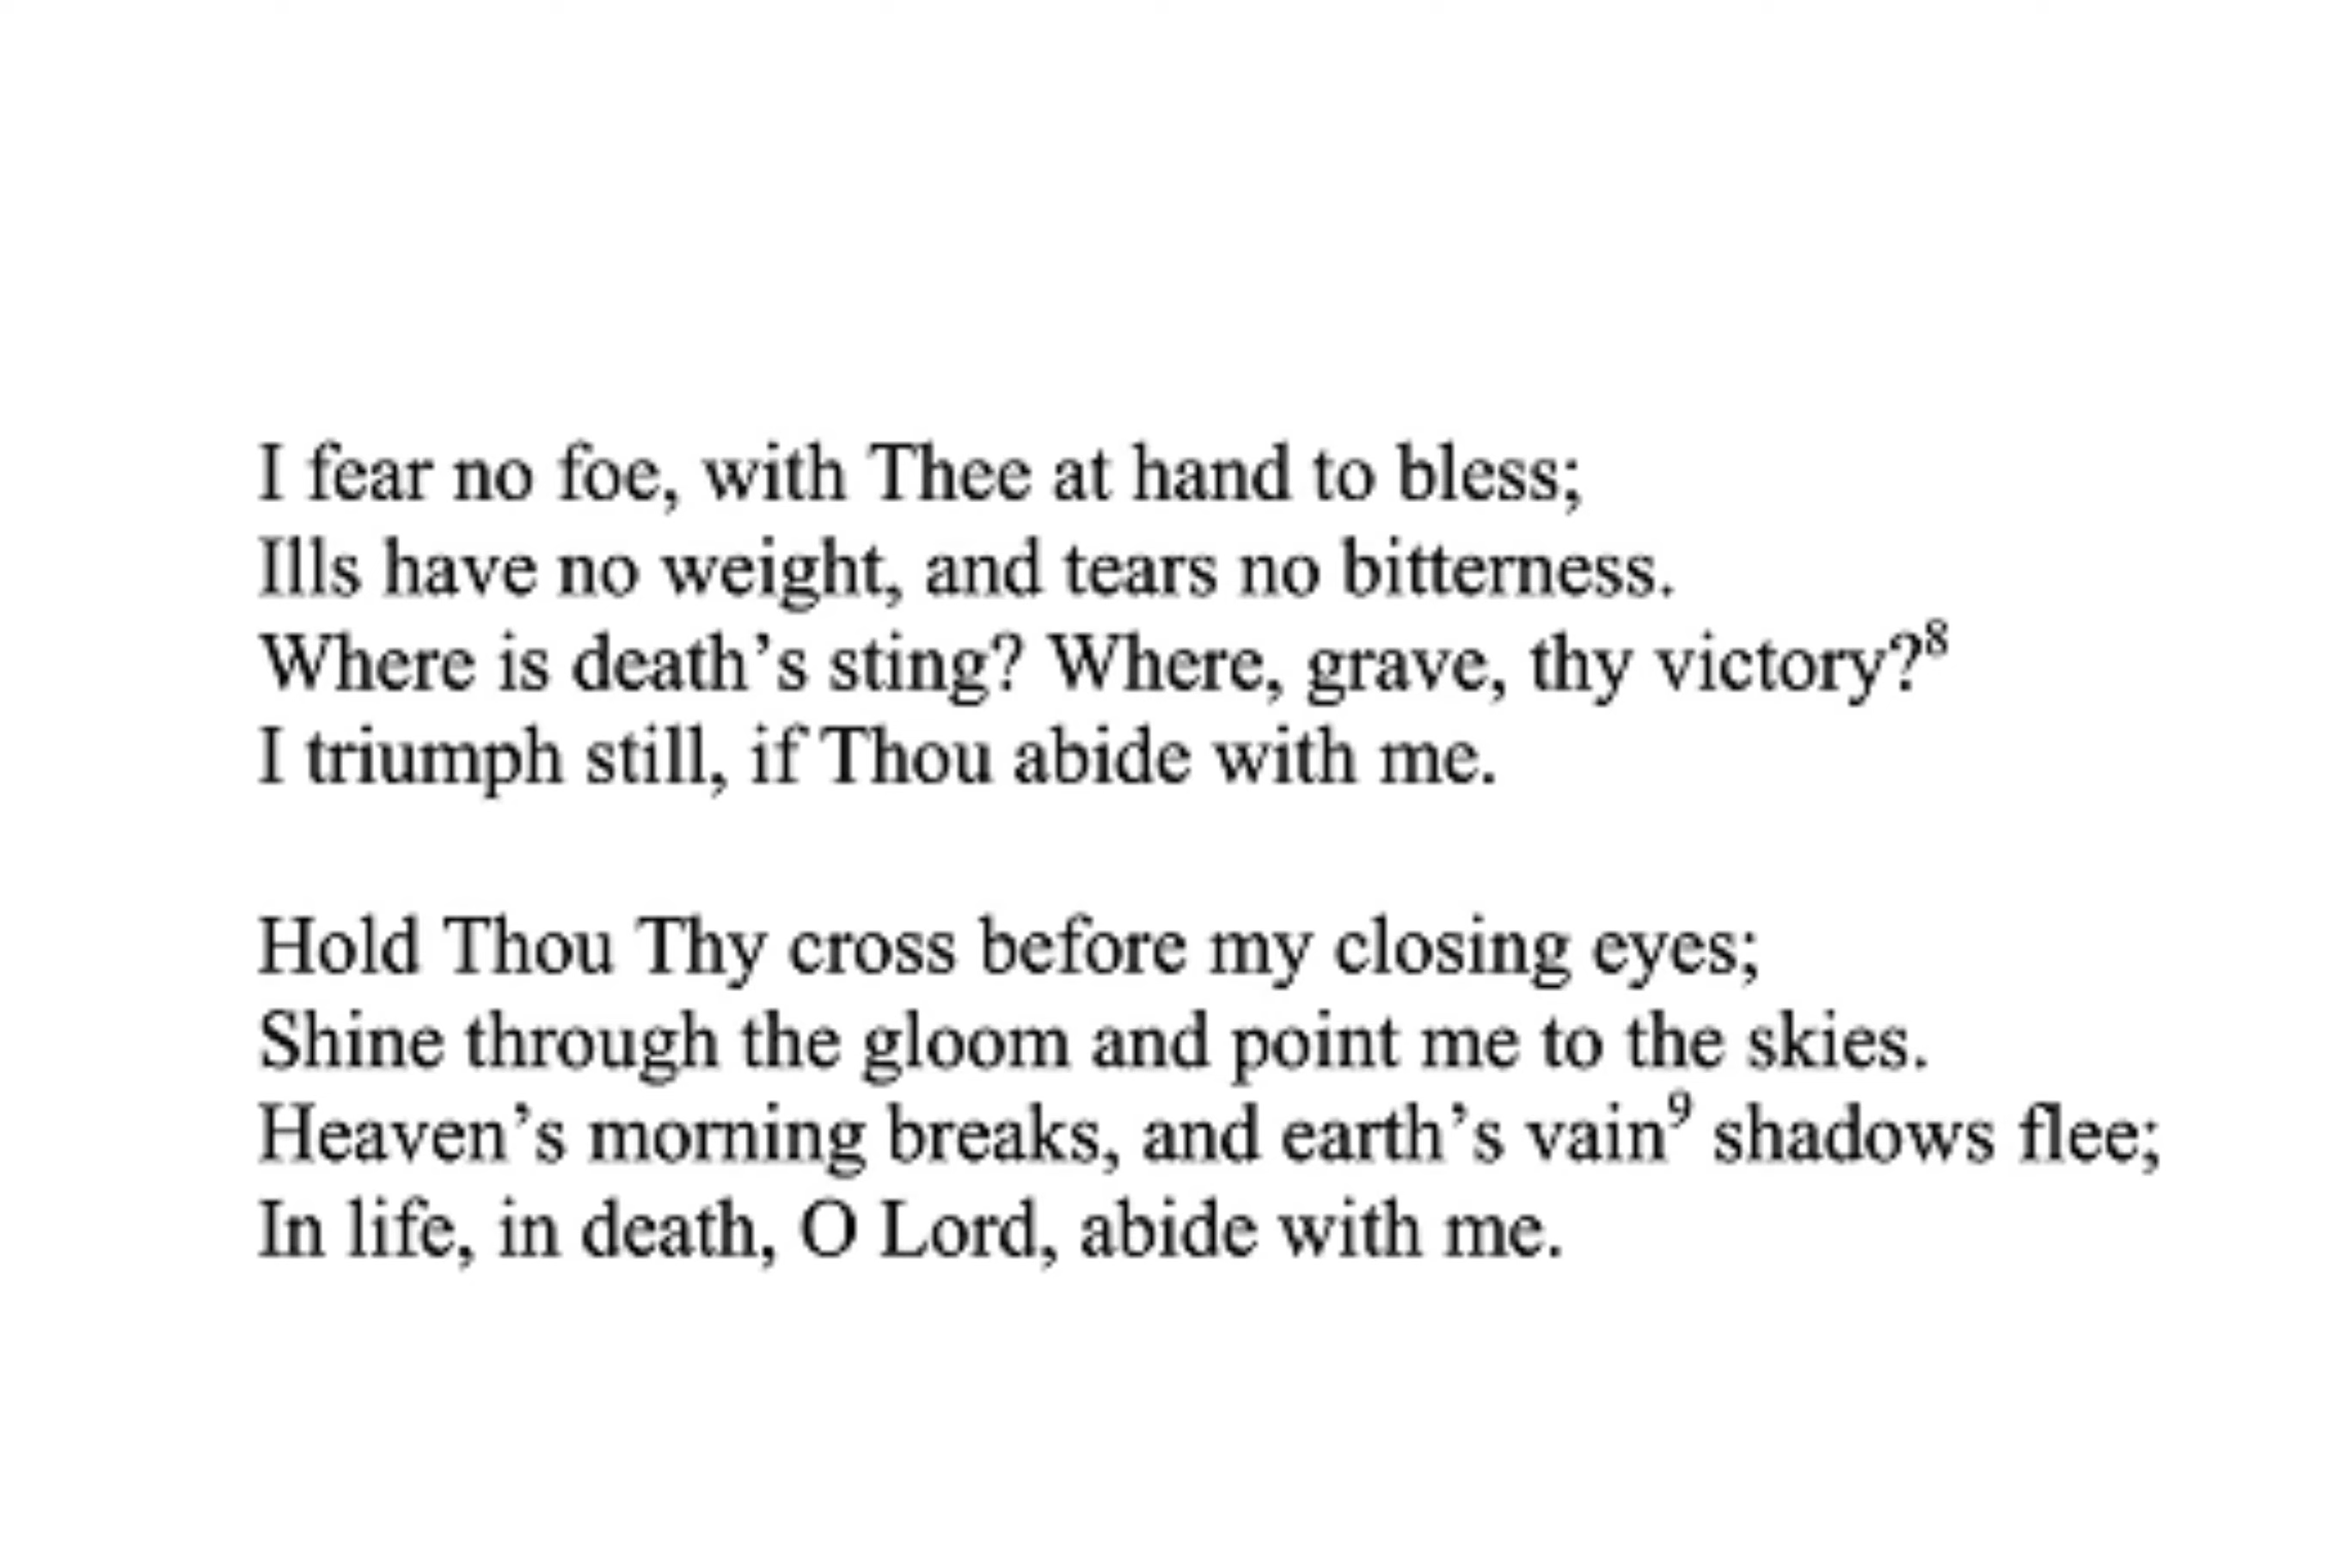 I fear no foe, with Thee at hand to bless;
Ills have no weight, and tears no bitterness.
Where is death’s sting? Where, grave, thy victory?⁸
I triumph still, if Thou abide with me.

Hold Thou Thy cross before my closing eyes;
Shine through the gloom and point me to the skies.
Heaven’s morning breaks, and earth’s vain⁹ shadows flee;
In life, in death, O Lord, abide with me.